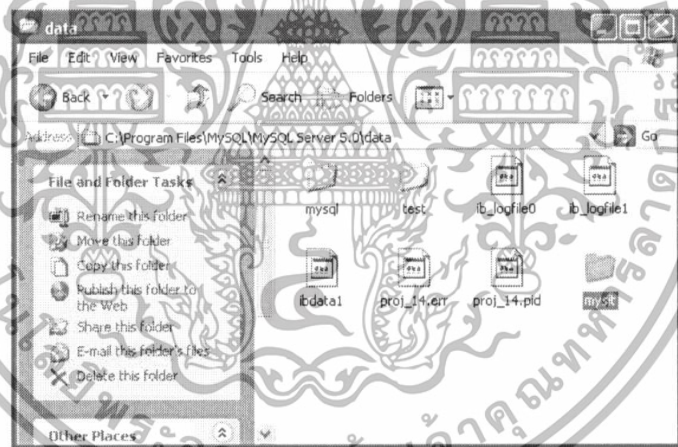 data
File Edit View Favorites Tools Help
Back Search Folders
Address C:\Program Files\MySQL\MySQL Server 5.0\data Go
File and Folder Tasks
Rename this folder
Move this folder
Copy this folder
Publish this folder to
the Web
Share this folder
E-mail this folder's files
Delete this folder
Other Places
mysql test ib_logfile0 ib_logfile1
ibdata1 proj_14.err proj_14.pid mysit